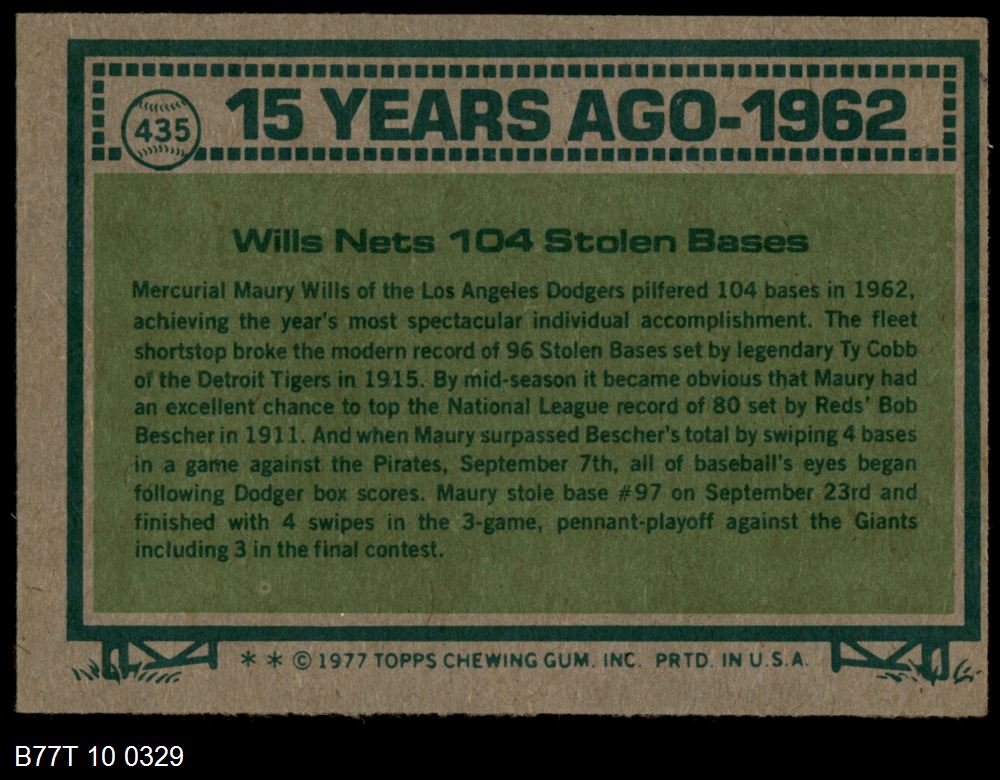 435
15 YEARS AGO-1962
Wills Nets 104 Stolen Bases
Mercurial Maury Wills of the Los Angeles Dodgers pilfered 104 bases in 1962,
achieving the year's most spectacular individual accomplishment. The fleet
shortstop broke the modern record of 96 Stolen Bases set by legendary Ty Cobb
of the Detroit Tigers in 1915. By mid-season it became obvious that Maury had
an excellent chance to top the National League record of 80 set by Reds' Bob
Bescher in 1911. And when Maury surpassed Bescher's total by swiping 4 bases
in a game against the Pirates, September 7th, all of baseball's eyes began
following Dodger box scores. Maury stole base #97 on September 23rd and
finished with 4 swipes in the 3-game, pennant-playoff against the Giants
including 3 in the final contest.
* * © 1977 TOPPS CHEWING GUM. INC. PRTD. IN U.S.A.
B77T 10 0329